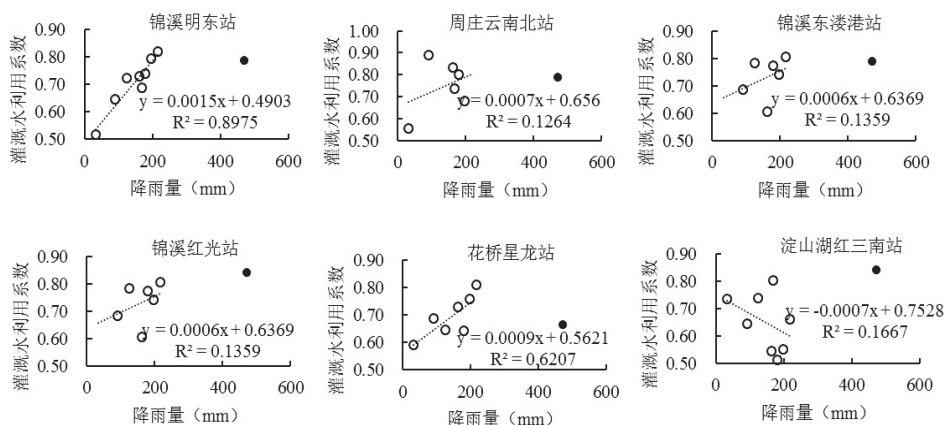 锦溪明东站
灌溉水利用系数
0.90
0.80
0.70
0.60
0.50
y = 0.0015x + 0.4903
R² = 0.8975
0 200 400 600
降雨量（mm）
周庄云南北站
灌溉水利用系数
1.00
0.90
0.80
0.70
0.60
0.50
y = 0.0007x + 0.656
R² = 0.1264
0 200 400 600
降雨量（mm）
锦溪东溇港站
灌溉水利用系数
0.90
0.80
0.70
0.60
0.50
y = 0.0006x + 0.6369
R² = 0.1359
0 200 400 600
降雨量（mm）
锦溪红光站
灌溉水利用系数
0.90
0.80
0.70
0.60
0.50
y = 0.0006x + 0.6369
R² = 0.1359
0 200 400 600
降雨量（mm）
花桥星龙站
灌溉水利用系数
0.90
0.80
0.70
0.60
0.50
y = 0.0009x + 0.5621
R² = 0.6207
0 200 400 600
降雨量（mm）
淀山湖红三南站
灌溉水利用系数
0.90
0.80
0.70
0.60
0.50
y = -0.0007x + 0.7528
R² = 0.1667
0 200 400 600
降雨量（mm）